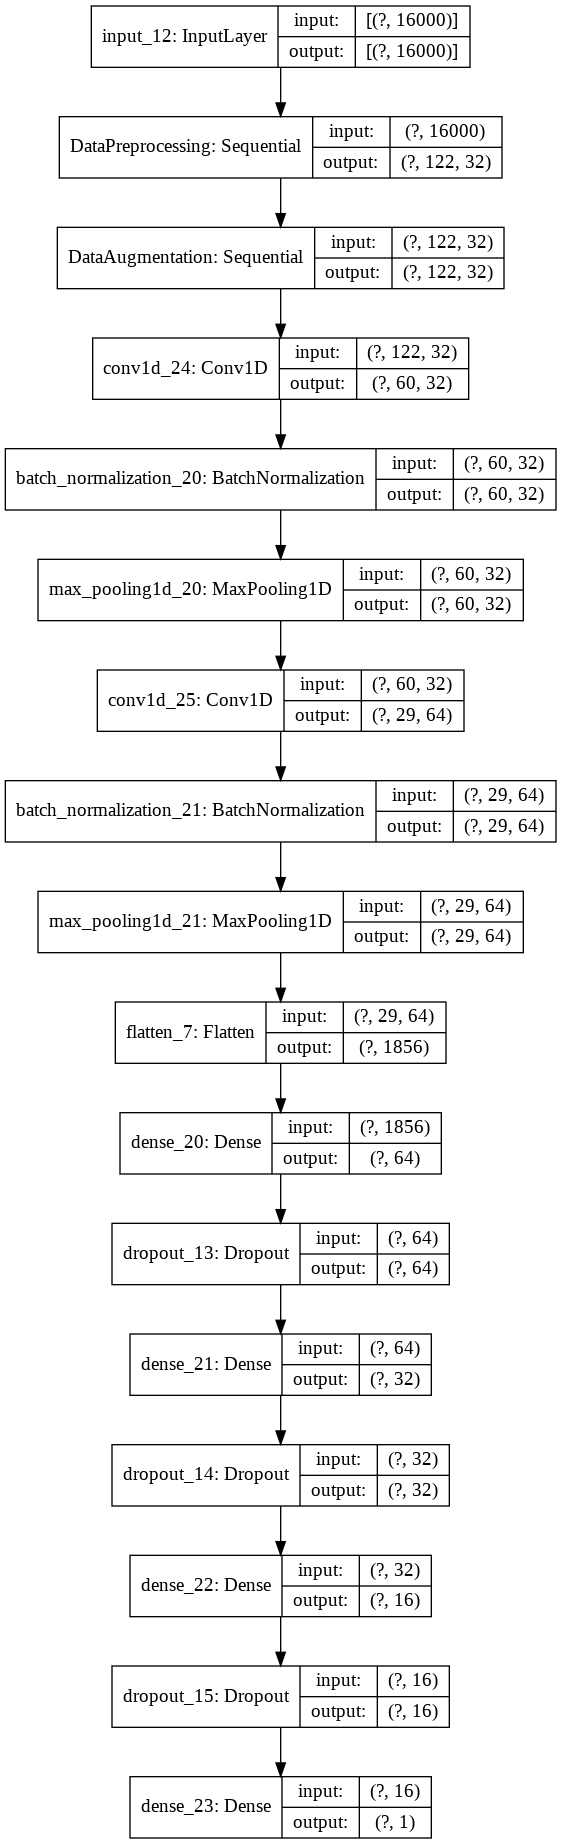 input_12: InputLayer
input: [(?, 16000)]
output: [(?, 16000)]
DataPreprocessing: Sequential
input: (?, 16000)
output: (?, 122, 32)
DataAugmentation: Sequential
input: (?, 122, 32)
output: (?, 122, 32)
conv1d_24: Conv1D
input: (?, 122, 32)
output: (?, 60, 32)
batch_normalization_20: BatchNormalization
input: (?, 60, 32)
output: (?, 60, 32)
max_pooling1d_20: MaxPooling1D
input: (?, 60, 32)
output: (?, 60, 32)
conv1d_25: Conv1D
input: (?, 60, 32)
output: (?, 29, 64)
batch_normalization_21: BatchNormalization
input: (?, 29, 64)
output: (?, 29, 64)
max_pooling1d_21: MaxPooling1D
input: (?, 29, 64)
output: (?, 29, 64)
flatten_7: Flatten
input: (?, 29, 64)
output: (?, 1856)
dense_20: Dense
input: (?, 1856)
output: (?, 64)
dropout_13: Dropout
input: (?, 64)
output: (?, 64)
dense_21: Dense
input: (?, 64)
output: (?, 32)
dropout_14: Dropout
input: (?, 32)
output: (?, 32)
dense_22: Dense
input: (?, 32)
output: (?, 16)
dropout_15: Dropout
input: (?, 16)
output: (?, 16)
dense_23: Dense
input: (?, 16)
output: (?, 1)